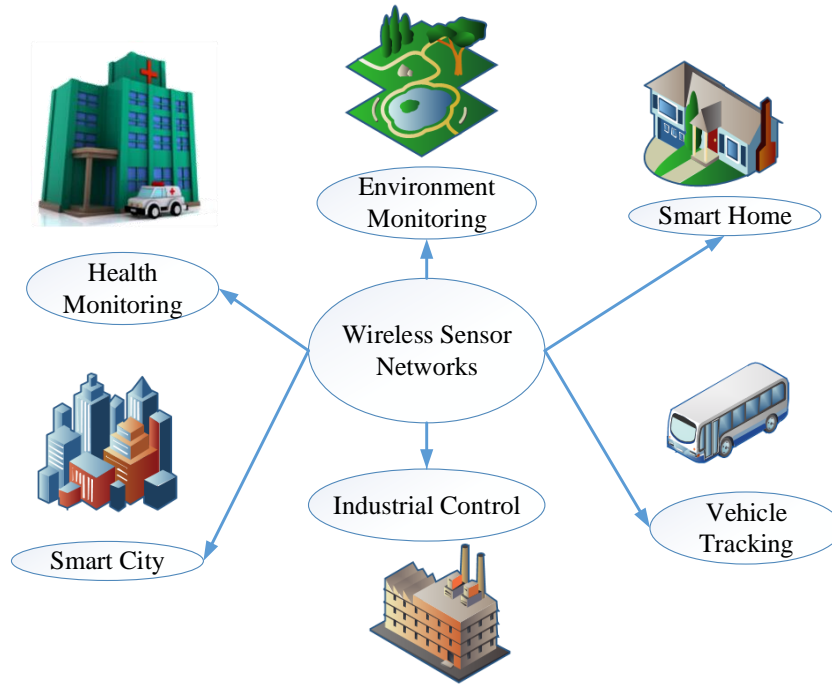 Environment
Monitoring
Smart Home
Health
Monitoring
Wireless Sensor
Networks
Industrial Control
Vehicle
Tracking
Smart City